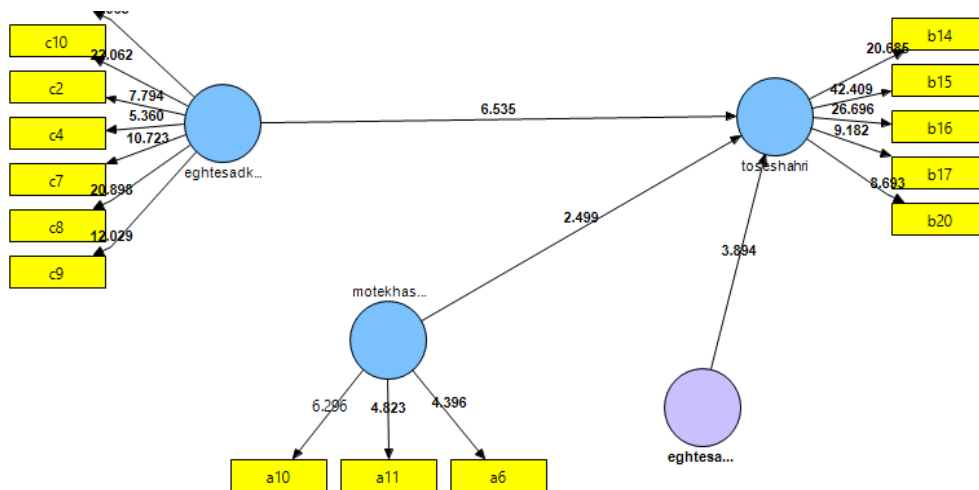 c10
c2
c4
c7
c8
c9
22.062
7.794
5.360
10.723
20.898
12.029
eghtesadk...
6.535
toseshahri
20.685
42.409
26.696
9.182
8.693
b14
b15
b16
b17
b20
2.499
3.894
motekhas...
6.296
4.823
4.396
a10
a11
a6
eghtesa...